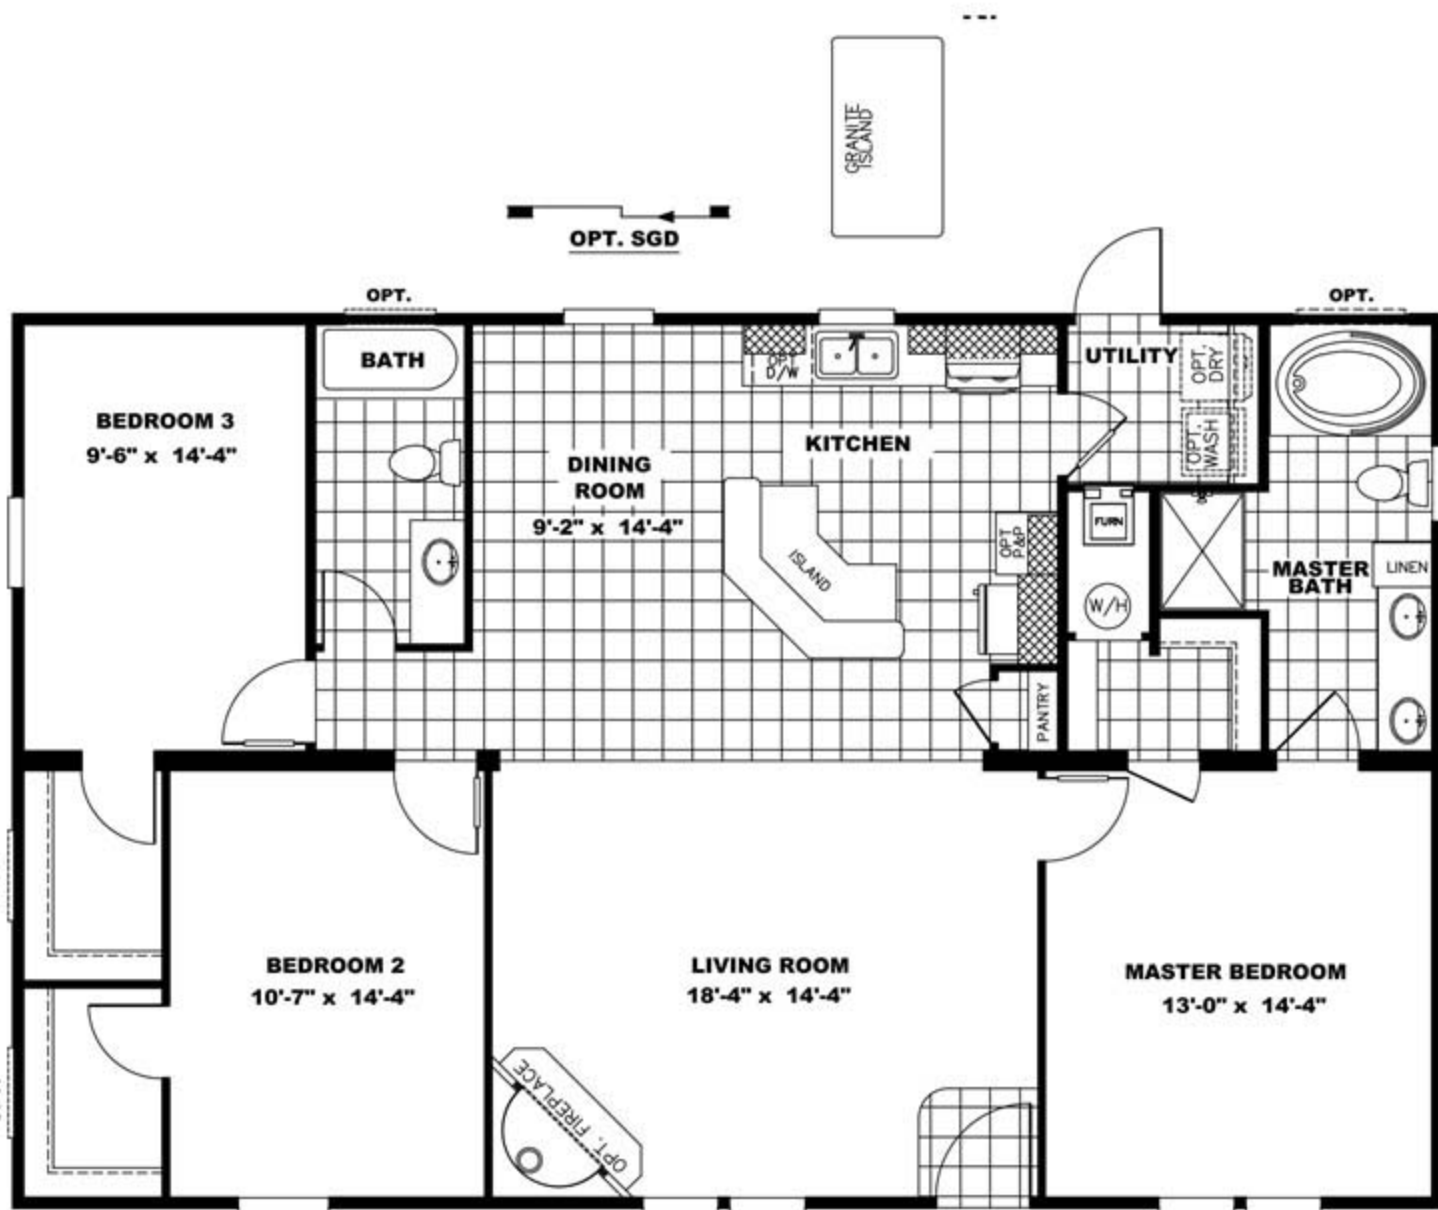 GRANITE
ISLAND
OPT. SGD
OPT.
OPT.
BATH
UTILITY
OPT.
DRY
OPT
D/W
BEDROOM 3
9'-6" x 14'-4"
KITCHEN
OPT.
WASH
DINING
ROOM
9'-2" x 14'-4"
FURN
OPT
P&P
ISLAND
MASTER
BATH
LINEN
W/H
PANTRY
BEDROOM 2
10'-7" x 14'-4"
LIVING ROOM
18'-4" x 14'-4"
MASTER BEDROOM
13'-0" x 14'-4"
OPT. FIREPLACE